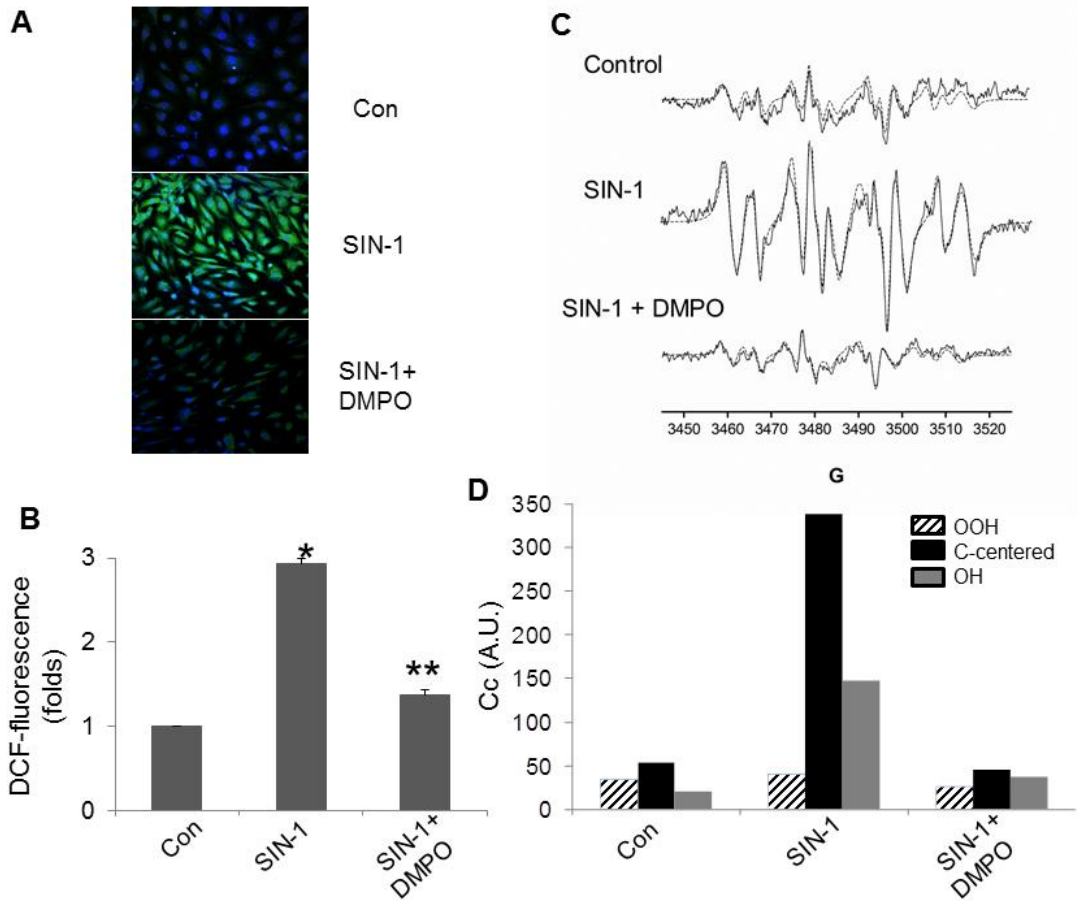 A
Con
SIN-1
SIN-1+
DMPO
B
DCF-fluorescence
(folds)
3
2
1
0
*
**
Con
SIN-1
SIN-1+
DMPO
C
Control
SIN-1
SIN-1 + DMPO
3450 3460 3470 3480 3490 3500 3510 3520
G
D
Cc (A.U.)
350
300
250
200
150
100
50
0
OOH
C-centered
OH
Con
SIN-1
SIN-1+
DMPO